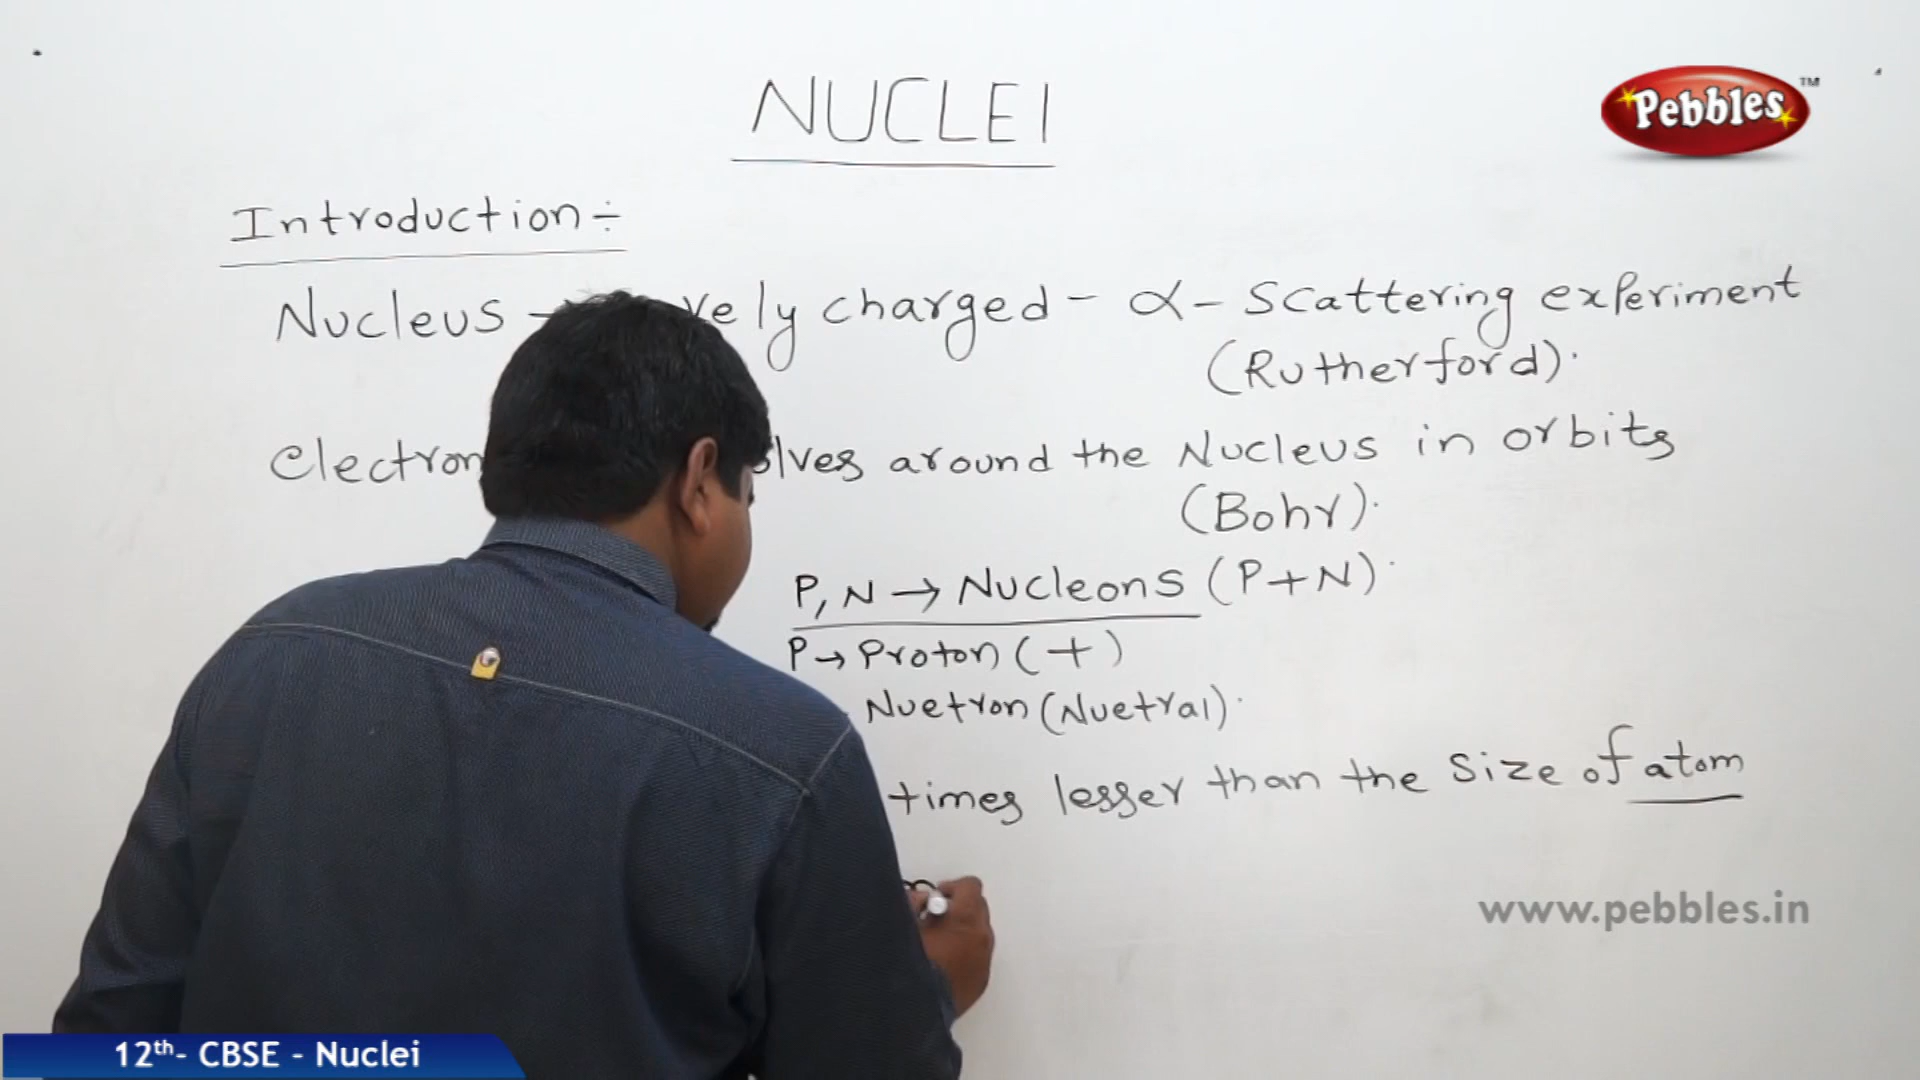 NUCLEI
Pebbles TM
Introduction ÷
Nucleus vely charged - α - Scattering experiment
(Rutherford).
electron around the Nucleus in orbits
(Bohr).
P, N → Nucleons (P+N).
P → Proton (+)
Nuetron (Nuetral).
times lesser than the size of atom
www.pebbles.in
12th- CBSE - Nuclei